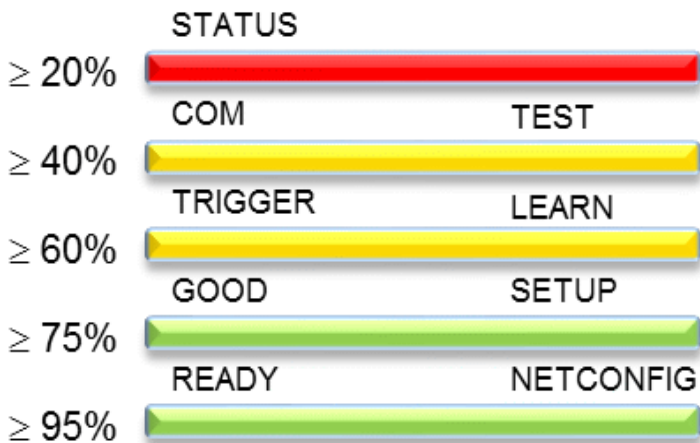 STATUS
≥ 20%
COM TEST
≥ 40%
TRIGGER LEARN
≥ 60%
GOOD SETUP
≥ 75%
READY NETCONFIG
≥ 95%